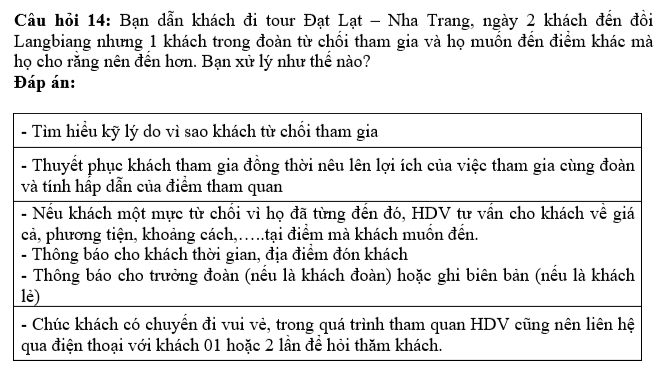 Câu hỏi 14: Bạn dẫn khách đi tour Đạt Lạt – Nha Trang, ngày 2 khách đến đồi
Langbiang nhưng 1 khách trong đoàn từ chối tham gia và họ muốn đến điểm khác mà
họ cho rằng nên đến hơn. Bạn xử lý như thế nào?
Đáp án:
- Tìm hiểu kỹ lý do vì sao khách từ chối tham gia
- Thuyết phục khách tham gia đồng thời nêu lên lợi ích của việc tham gia cùng đoàn
và tính hấp dẫn của điểm tham quan
- Nếu khách một mực từ chối vì họ đã từng đến đó, HDV tư vấn cho khách về giá
cả, phương tiện, khoảng cách,…..tại điểm mà khách muốn đến.
- Thông báo cho khách thời gian, địa điểm đón khách
- Thông báo cho trưởng đoàn (nếu là khách đoàn) hoặc ghi biên bản (nếu là khách
lẻ)
- Chúc khách có chuyến đi vui vẻ, trong quá trình tham quan HDV cũng nên liên hệ
qua điện thoại với khách 01 hoặc 2 lần để hỏi thăm khách.